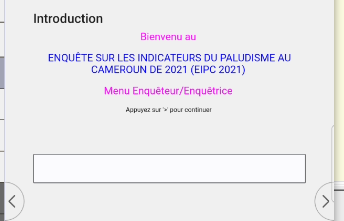 Introduction
Bienvenu au
ENQUÊTE SUR LES INDICATEURS DU PALUDISME AU
CAMEROUN DE 2021 (EIPC 2021)
Menu Enquêteur/Enquêtrice
Appuyez sur '>' pour continuer